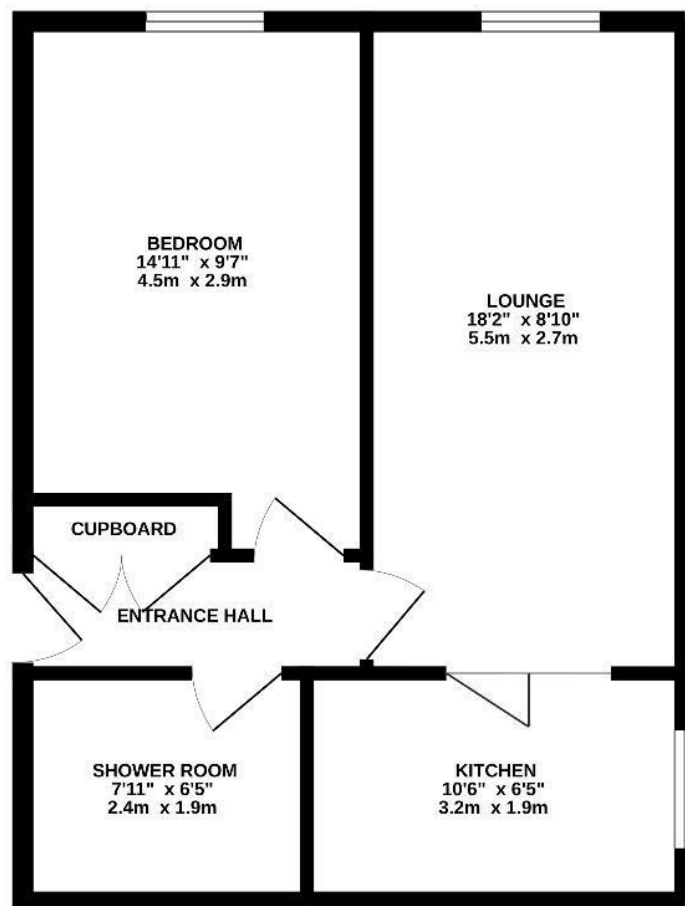 BEDROOM
14'11" x 9'7"
4.5m x 2.9m
LOUNGE
18'2" x 8'10"
5.5m x 2.7m
CUPBOARD
ENTRANCE HALL
SHOWER ROOM
7'11" x 6'5"
2.4m x 1.9m
KITCHEN
10'6" x 6'5"
3.2m x 1.9m